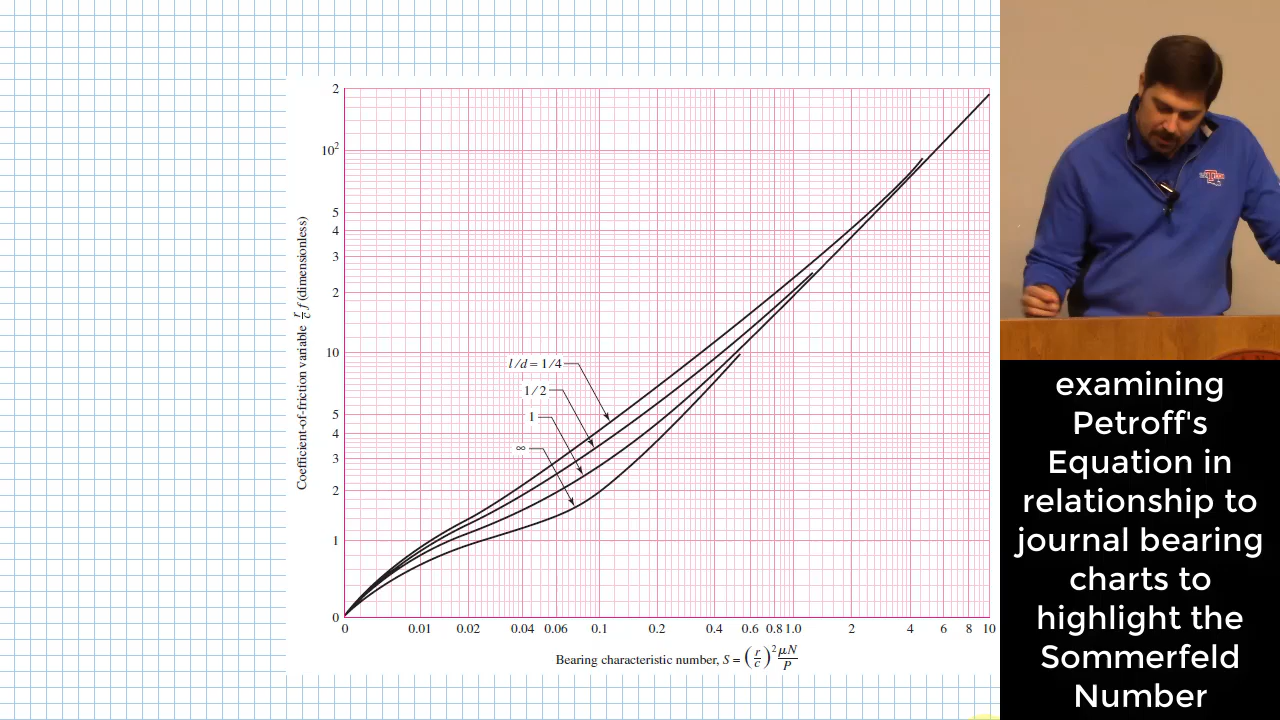 2
10²
5
4
3
2
10
5
4
3
2
1
0
Coefficient-of-friction variable r/c f (dimensionless)
l/d = 1/4
1/2
1
∞
0 0.01 0.02 0.04 0.06 0.1 0.2 0.4 0.6 0.8 1.0 2 4 6 8 10
Bearing characteristic number, S = (r/c)² μN/P
examining
Petroff's
Equation in
relationship to
journal bearing
charts to
highlight the
Sommerfeld
Number